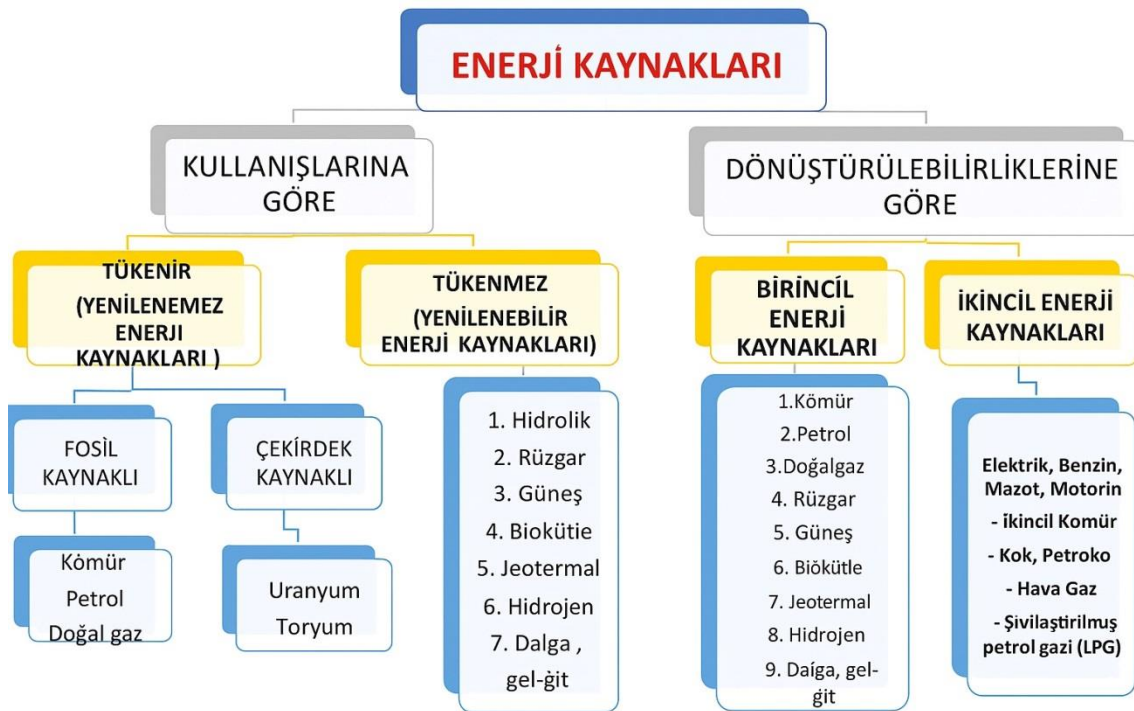 ENERJİ KAYNAKLARI
KULLANIŞLARINA
GÖRE
DÖNÜŞTÜRÜLEBİLİRLİKLERİNE
GÖRE
TÜKENİR
(YENİLENEMEZ
ENERJI
KAYNAKLARI )
TÜKENMEZ
(YENİLENEBİLİR
ENERJİ KAYNAKLARI)
BİRİNCİL
ENERJİ
KAYNAKLARI
İKİNCİL ENERJİ
KAYNAKLARI
FOSİL
KAYNAKLI
ÇEKİRDEK
KAYNAKLI
Kömür
Petrol
Doğal gaz
Uranyum
Toryum
1. Hidrolik
2. Rüzgar
3. Güneş
4. Biokütie
5. Jeotermal
6. Hidrojen
7. Dalga ,
gel-ġit
1.Kömür
2.Petrol
3.Doğalgaz
4. Rüzgar
5. Güneş
6. Biökütle
7. Jeotermal
8. Hidrojen
9. Daíga, gel-
ġit
Elektrik, Benzin,
Mazot, Motorin
- ikincil Komür
- Kok, Petroko
- Hava Gaz
- Şıvilaştirilmuş
petrol gazi (LPG)